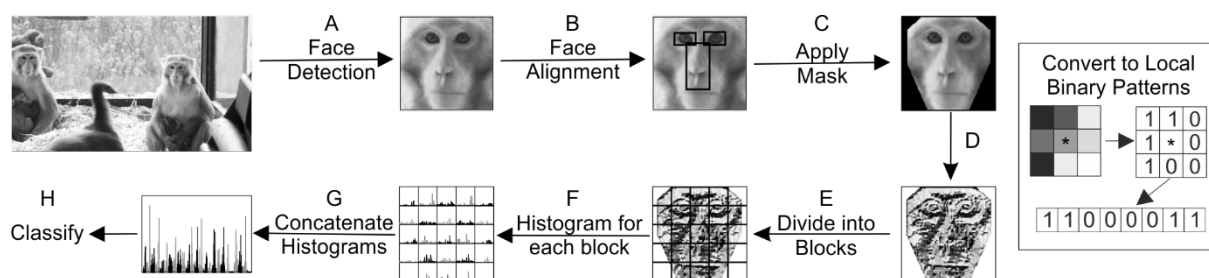 A
Face
Detection
B
Face
Alignment
C
Apply
Mask
D
E
Divide into
Blocks
F
Histogram for
each block
G
Concatenate
Histograms
H
Classify
Convert to Local
Binary Patterns
*
1 1 0
1 * 0
1 0 0
1 1 0 0 0 0 1 1